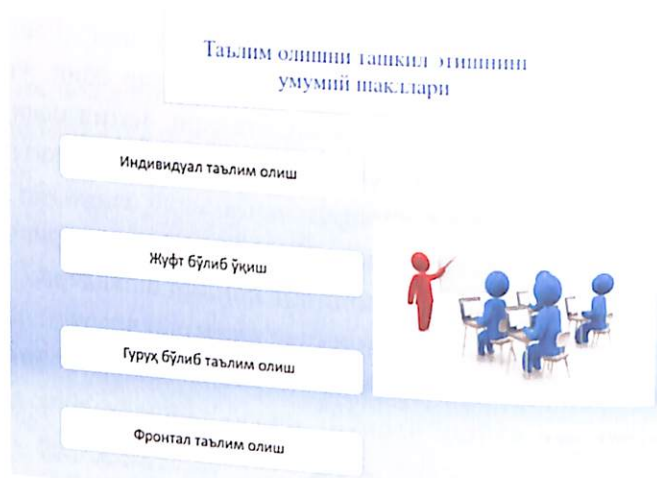 Таълим олишни ташкил этишнинг
умумий шакллари
Индивидуал таълим олиш
Жуфт бўлиб ўқиш
Гуруҳ бўлиб таълим олиш
Фронтал таълим олиш